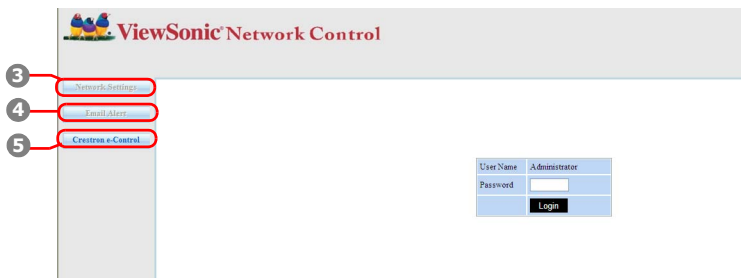 ViewSonic® Network Control
3
Network Settings
4
Email Alert
5
Crestron e-Control
User Name Administrator
Password
Login